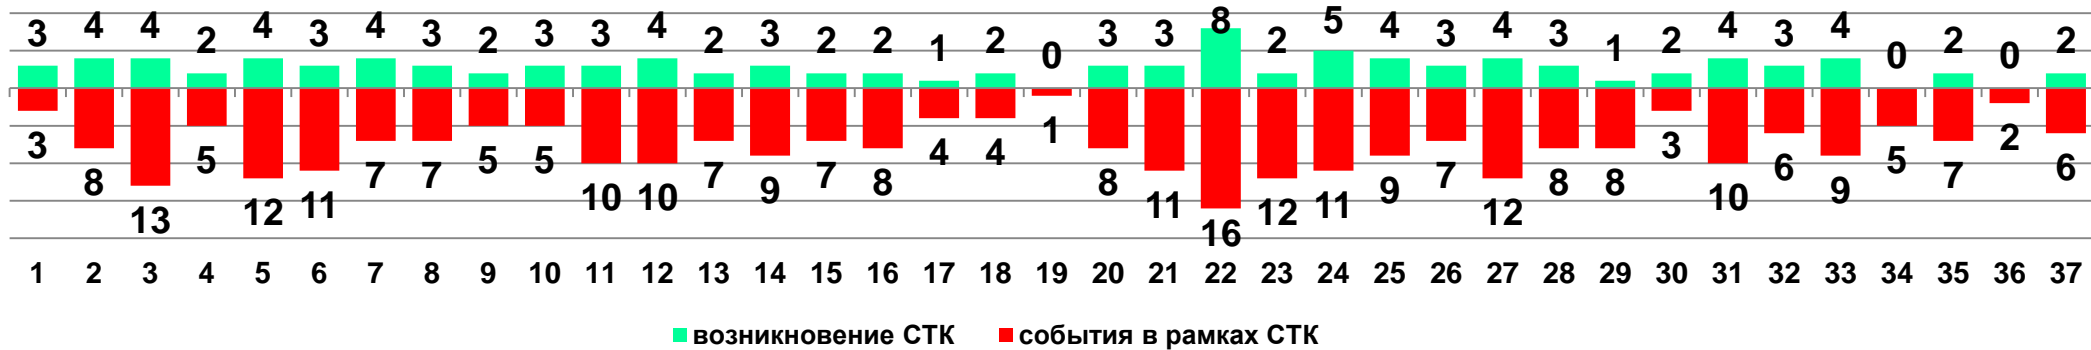 3 4 4 2 4 3 4 3 2 3 3 4 2 3 2 2 1 2 0 3 3 8 2 5 4 3 4 3 1 2 4 3 4 0 2 0 2
3 8 13 5 12 11 7 7 5 5 10 10 7 9 7 8 4 4 1 8 11 16 12 11 9 7 12 8 8 3 10 6 9 5 7 2 6
1 2 3 4 5 6 7 8 9 10 11 12 13 14 15 16 17 18 19 20 21 22 23 24 25 26 27 28 29 30 31 32 33 34 35 36 37
возникновение СТК события в рамках СТК